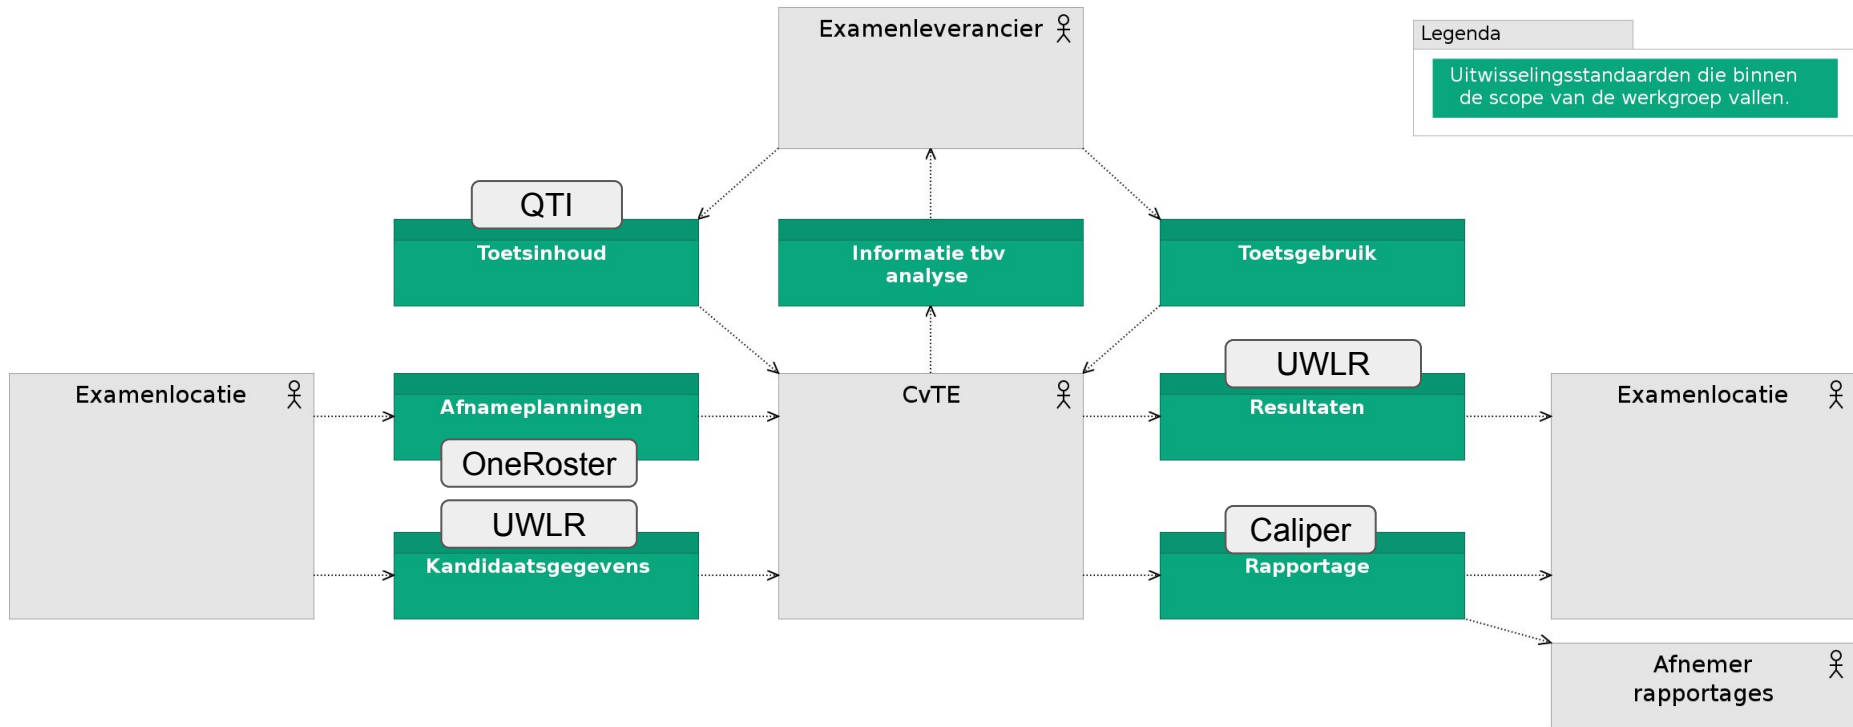 Examenleverancier
Legenda
Uitwisselingsstandaarden die binnen
de scope van de werkgroep vallen.
QTI
Toetsinhoud
Informatie tbv
analyse
Toetsgebruik
Examenlocatie
Afnameplanningen
OneRoster
CvTE
UWLR
Resultaten
Examenlocatie
UWLR
Kandidaatsgegevens
Caliper
Rapportage
Afnemer
rapportages